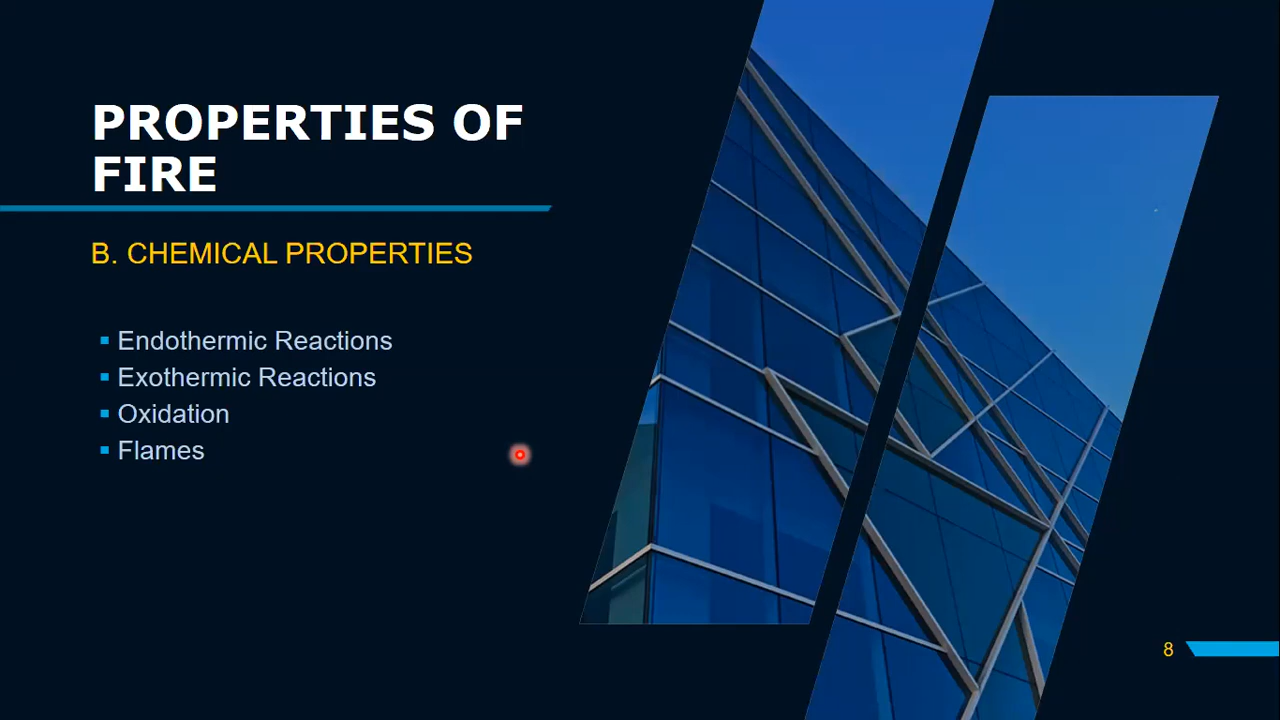 PROPERTIES OF
FIRE
B. CHEMICAL PROPERTIES
Endothermic Reactions
Exothermic Reactions
Oxidation
Flames
8